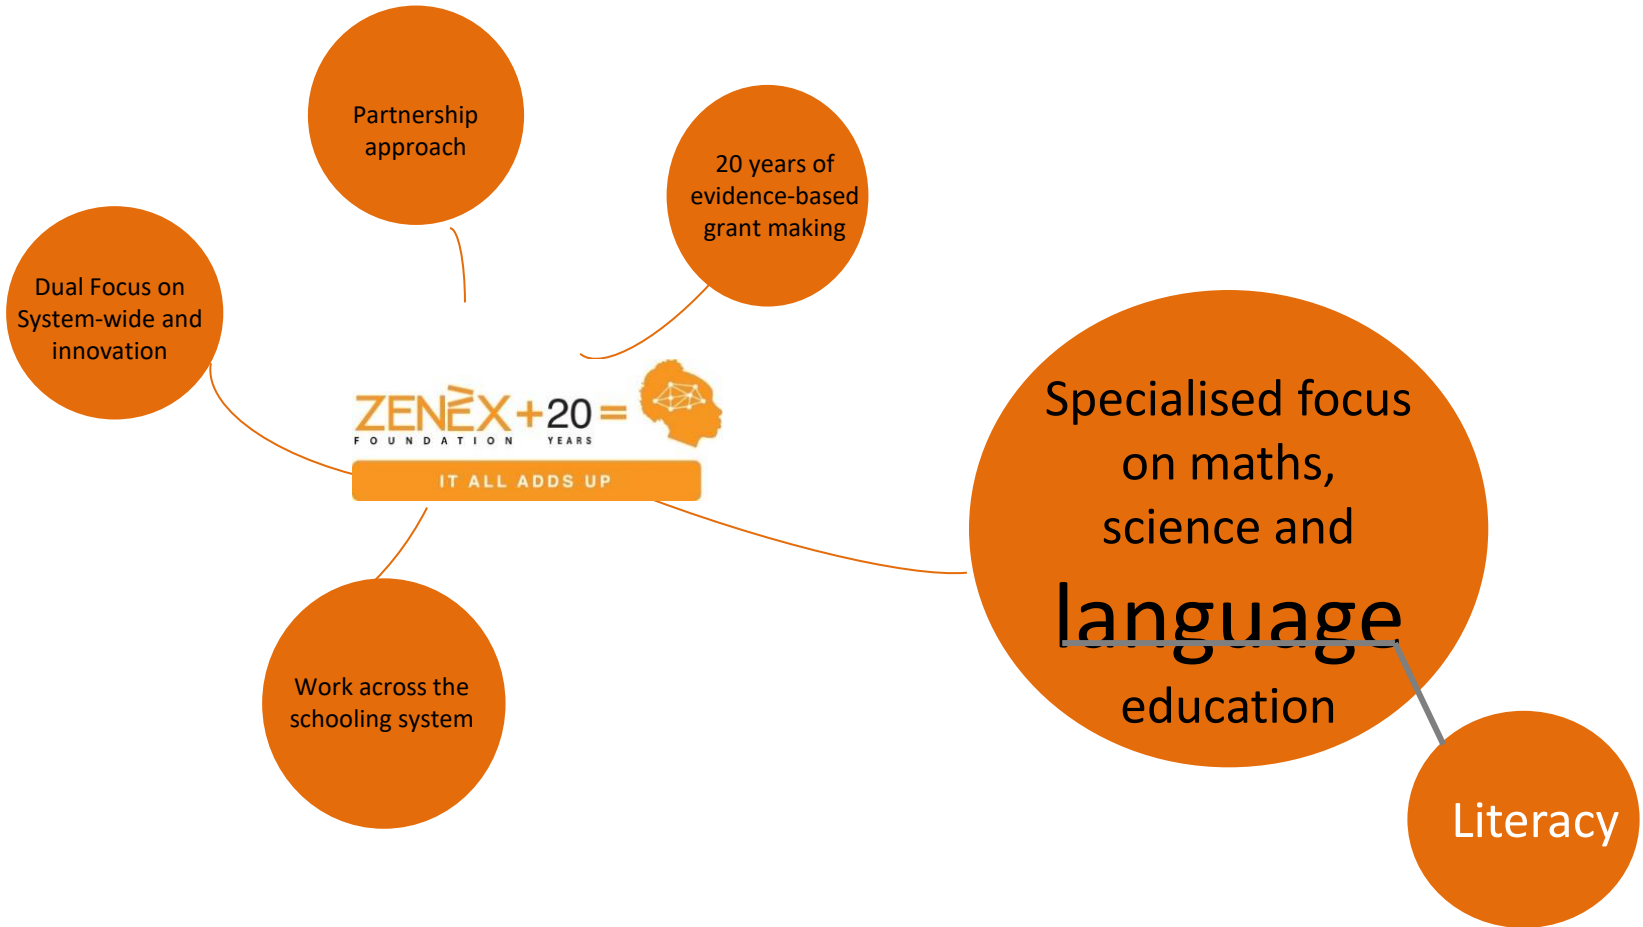 Partnership
approach
20 years of
evidence-based
grant making
Dual Focus on
System-wide and
innovation
ZENÈX+20=
FOUNDATION YEARS
IT ALL ADDS UP
Specialised focus
on maths,
science and
language
education
Work across the
schooling system
Literacy